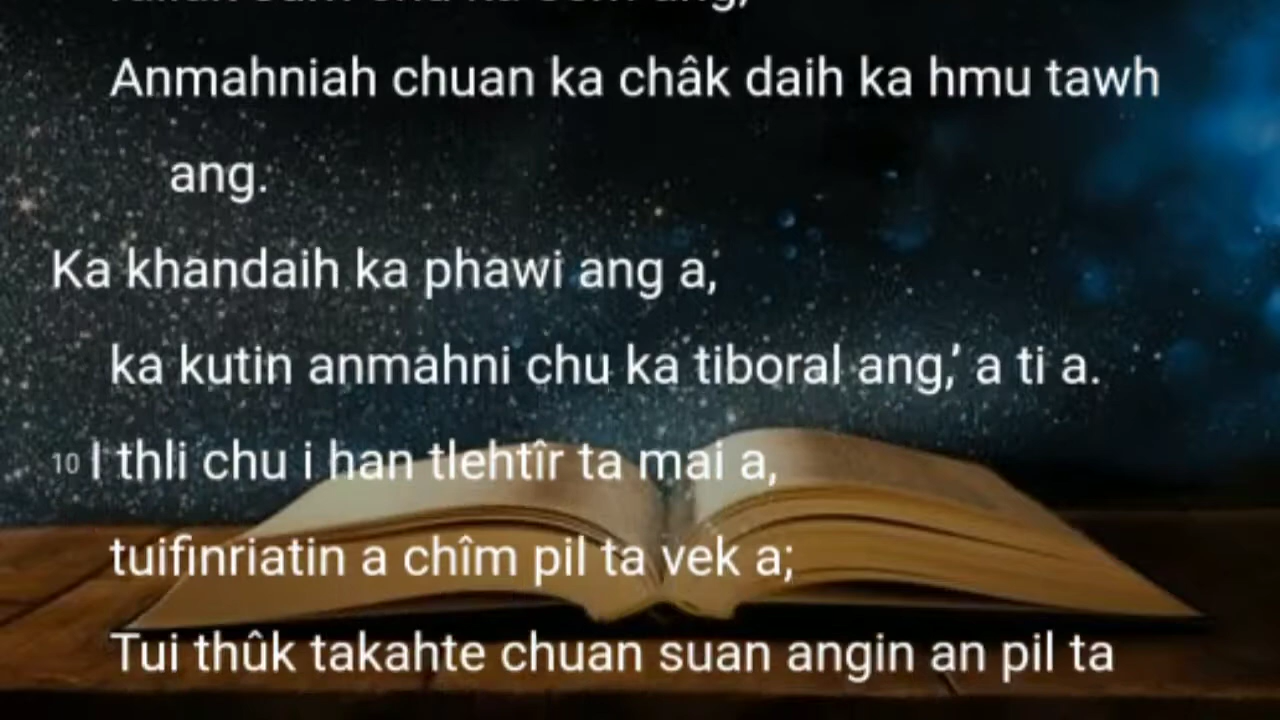 Anmahniah chuan ka châk daih ka hmu tawh
ang.
Ka khandaih ka phawi ang a,
ka kutin anmahni chu ka tiboral ang,’ a ti a.
10 I thli chu i han tlehtîr ta mai a,
tuifinriatin a chîm pil ta vek a;
Tui thûk takahte chuan suan angin an pil ta